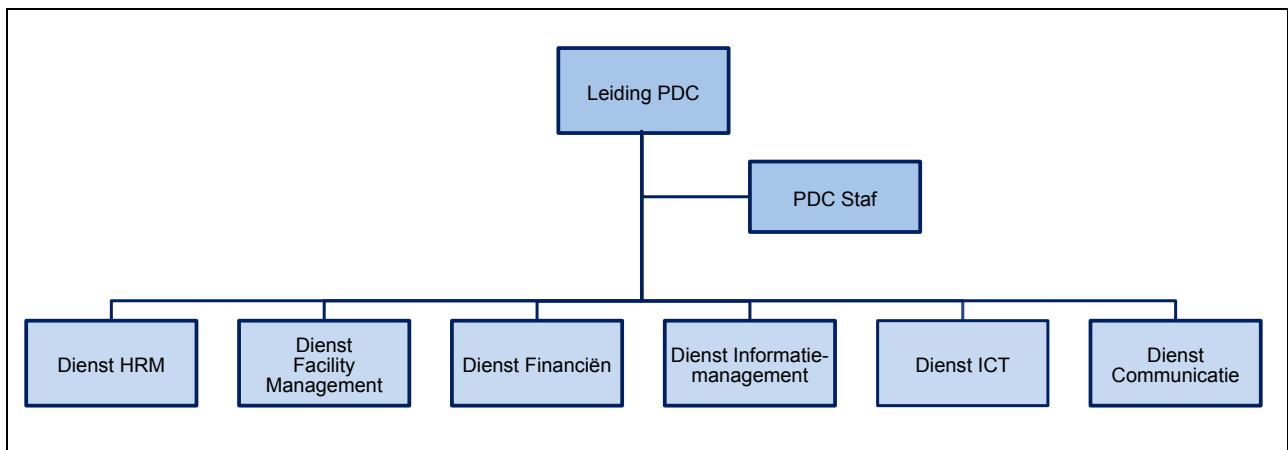 Leiding PDC
PDC Staf
Dienst HRM
Dienst
Facility
Management
Dienst Financiën
Dienst Informatie-
management
Dienst ICT
Dienst
Communicatie